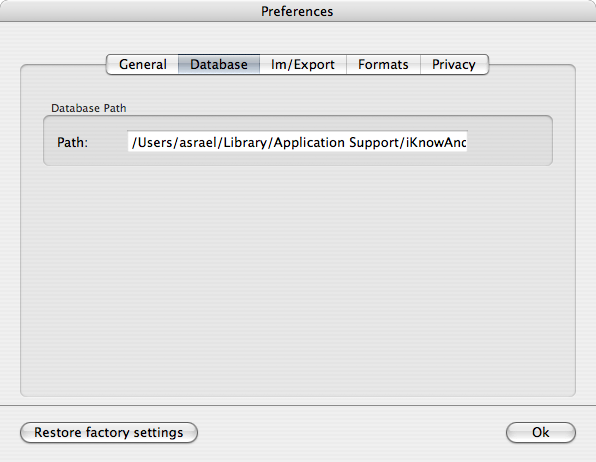 Preferences
General Database Im/Export Formats Privacy
Database Path
Path: /Users/asrael/Library/Application Support/iKnowAnd
Restore factory settings Ok